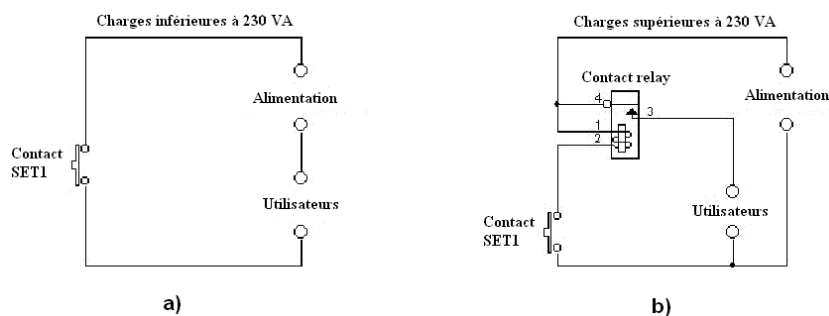 Charges inférieures à 230 VA
Alimentation
Contact
SET1
Utilisateurs
a)
Charges supérieures à 230 VA
Contact relay
4
3
1
2
Alimentation
Utilisateurs
Contact
SET1
b)